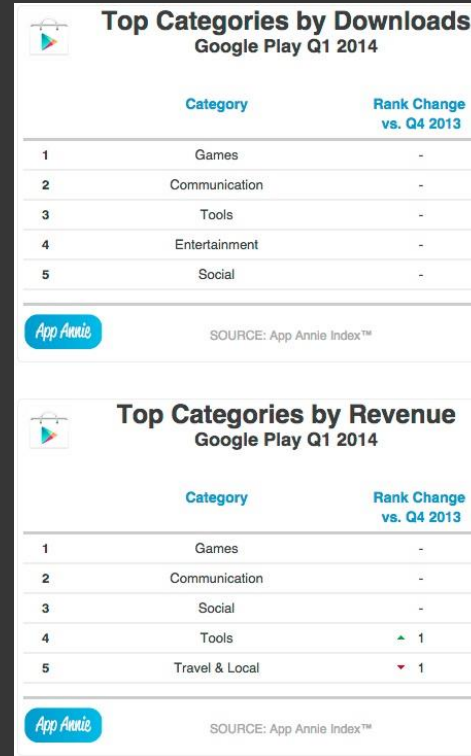 Top Categories by Downloads
Google Play Q1 2014
Category Rank Change
vs. Q4 2013
1 Games -
2 Communication -
3 Tools -
4 Entertainment -
5 Social -
App Annie SOURCE: App Annie Index™
Top Categories by Revenue
Google Play Q1 2014
Category Rank Change
vs. Q4 2013
1 Games -
2 Communication -
3 Social -
4 Tools ▲ 1
5 Travel & Local ▼ 1
App Annie SOURCE: App Annie Index™